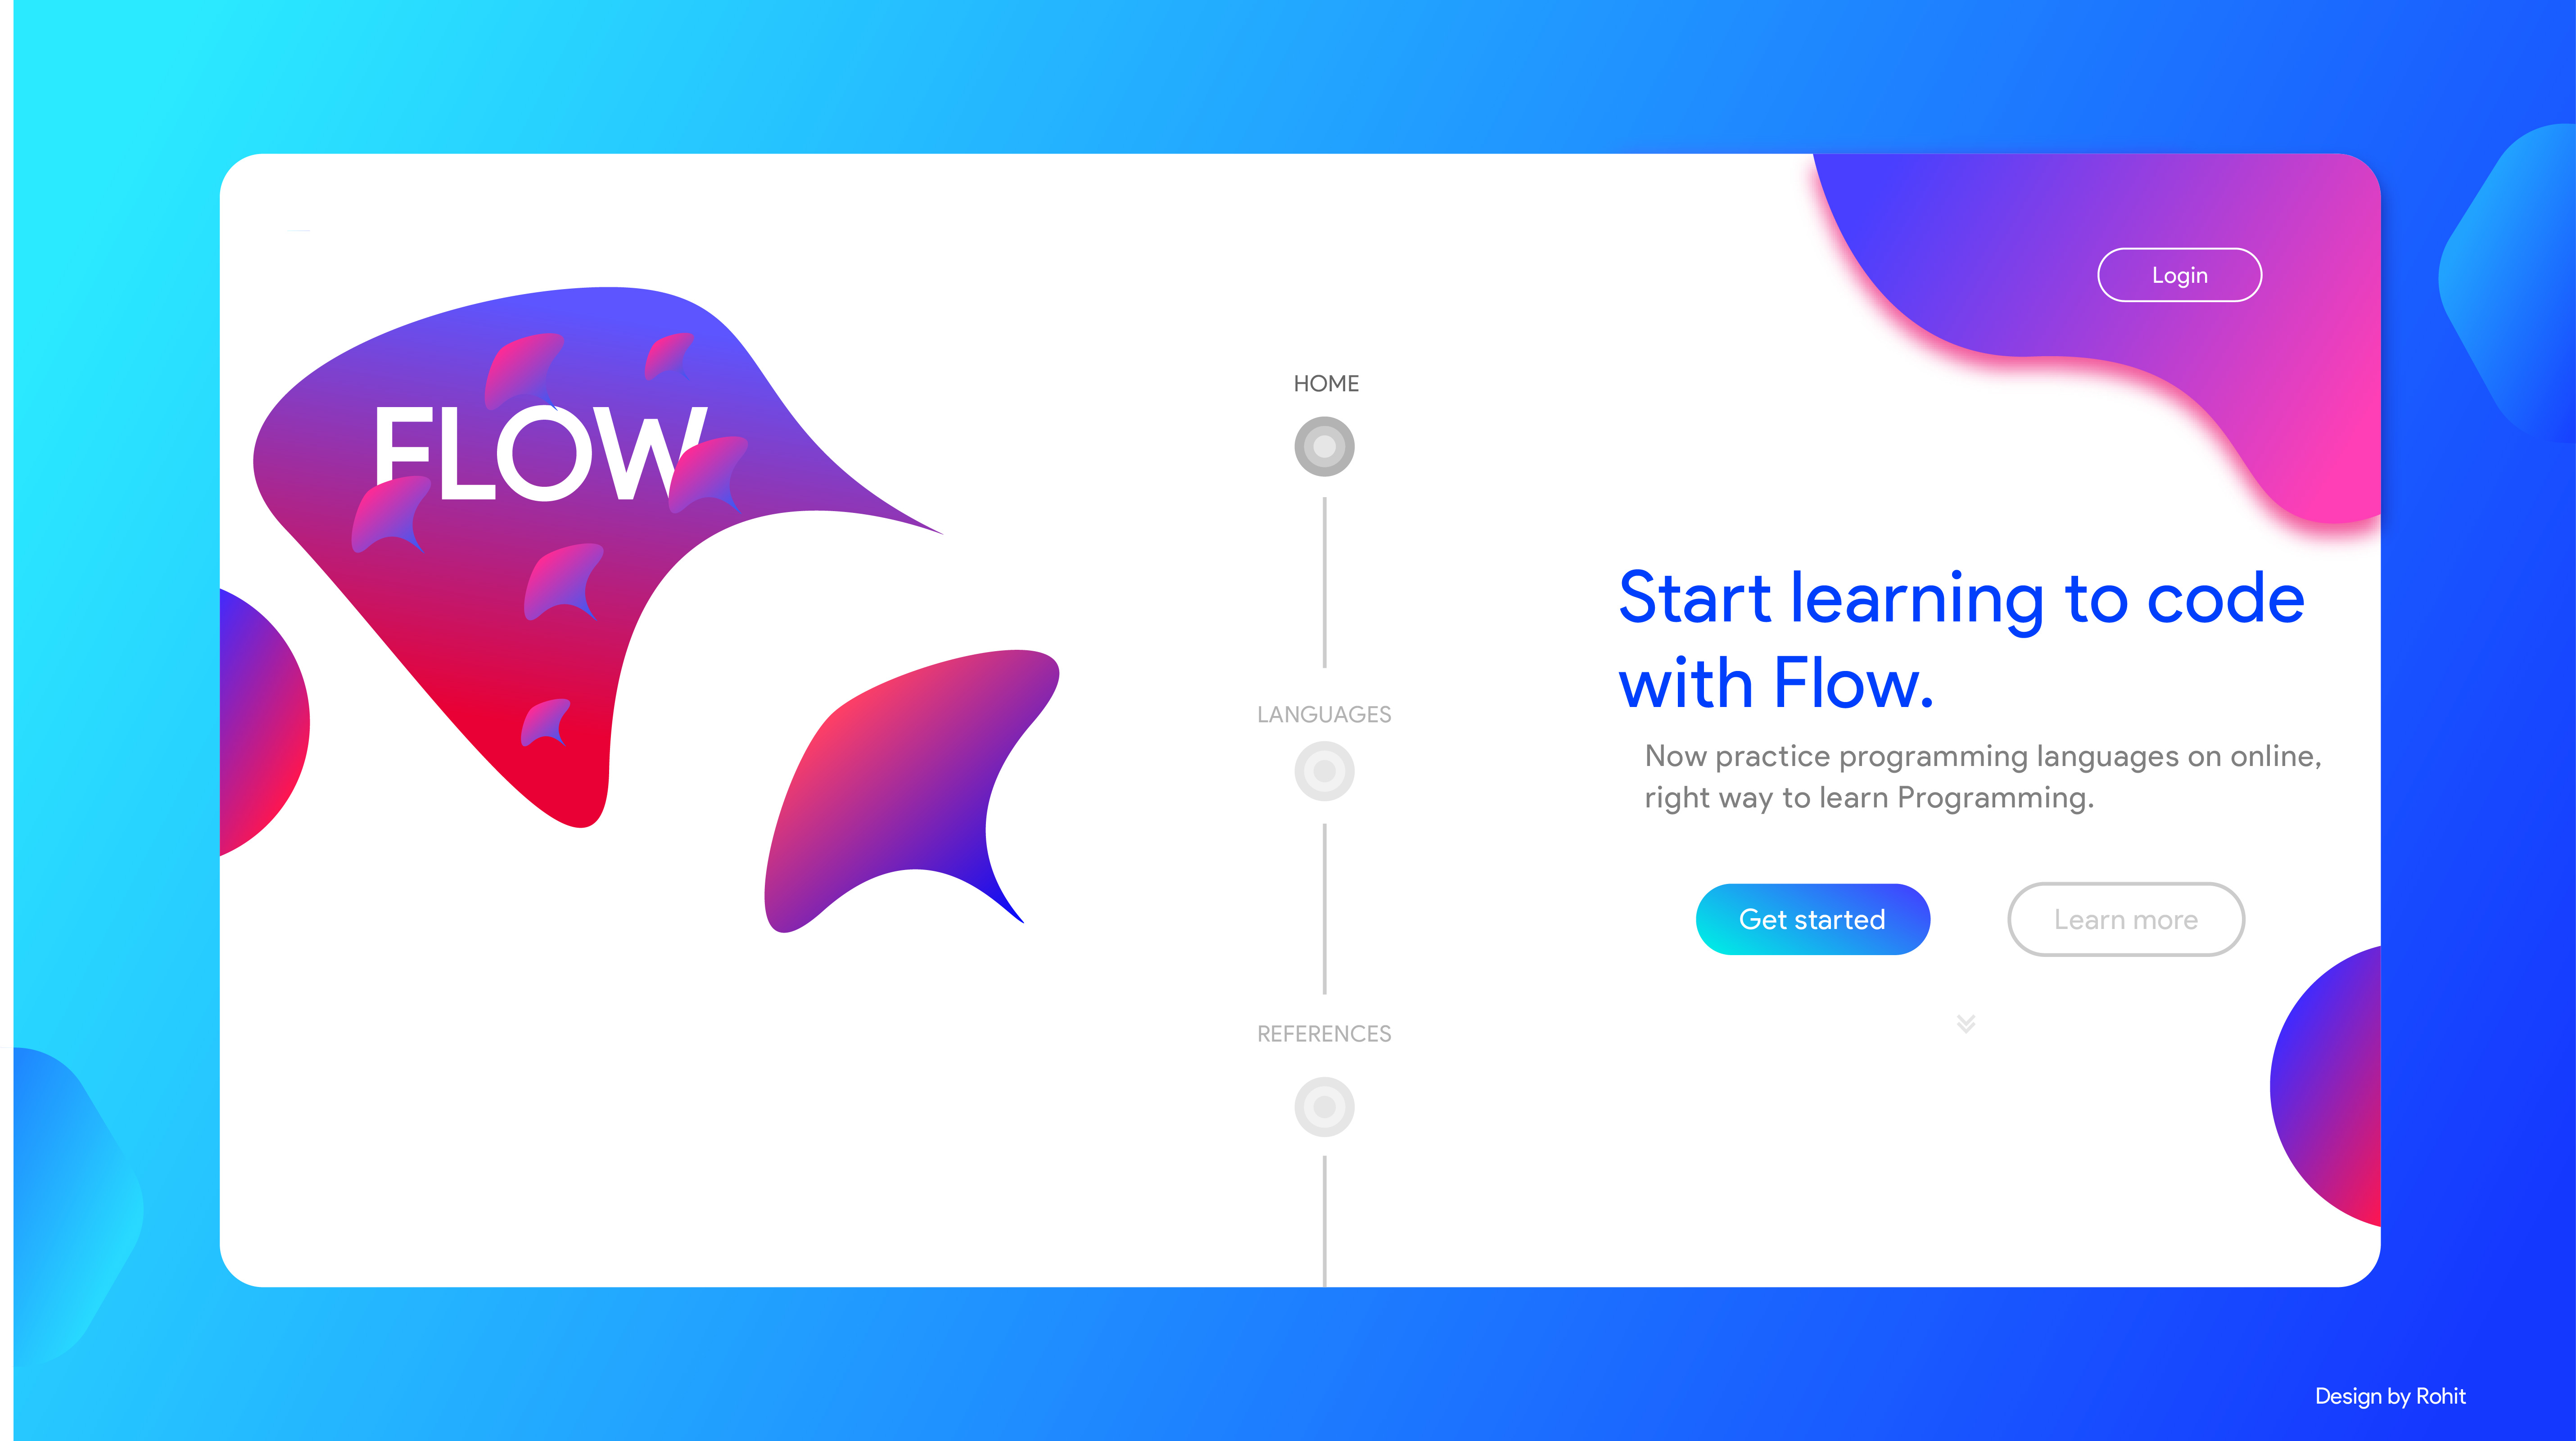 FLOW
HOME
LANGUAGES
REFERENCES
Login
Start learning to code
with Flow.
Now practice programming languages on online,
right way to learn Programming.
Get started
Learn more
Design by Rohit